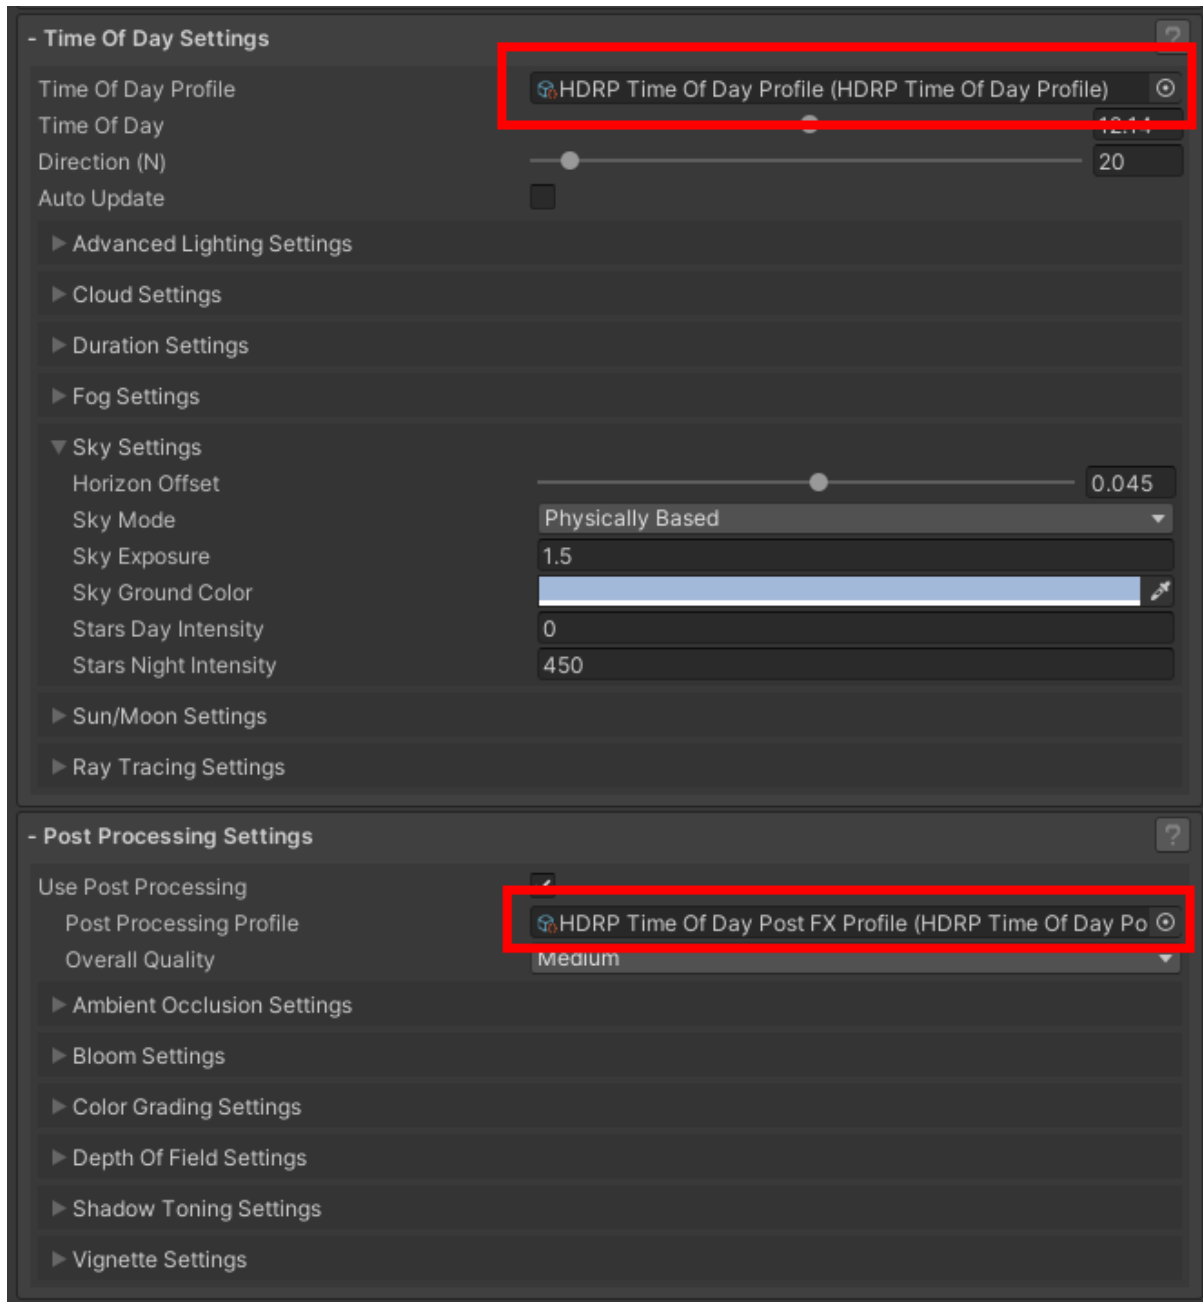 - Time Of Day Settings
?
Time Of Day Profile HDRP Time Of Day Profile (HDRP Time Of Day Profile)
Time Of Day 12.14
Direction (N) 20
Auto Update
Advanced Lighting Settings
Cloud Settings
Duration Settings
Fog Settings
Sky Settings
Horizon Offset 0.045
Sky Mode Physically Based
Sky Exposure 1.5
Sky Ground Color
Stars Day Intensity 0
Stars Night Intensity 450
Sun/Moon Settings
Ray Tracing Settings
- Post Processing Settings ?
Use Post Processing
Post Processing Profile HDRP Time Of Day Post FX Profile (HDRP Time Of Day Po
Overall Quality Medium
Ambient Occlusion Settings
Bloom Settings
Color Grading Settings
Depth Of Field Settings
Shadow Toning Settings
Vignette Settings